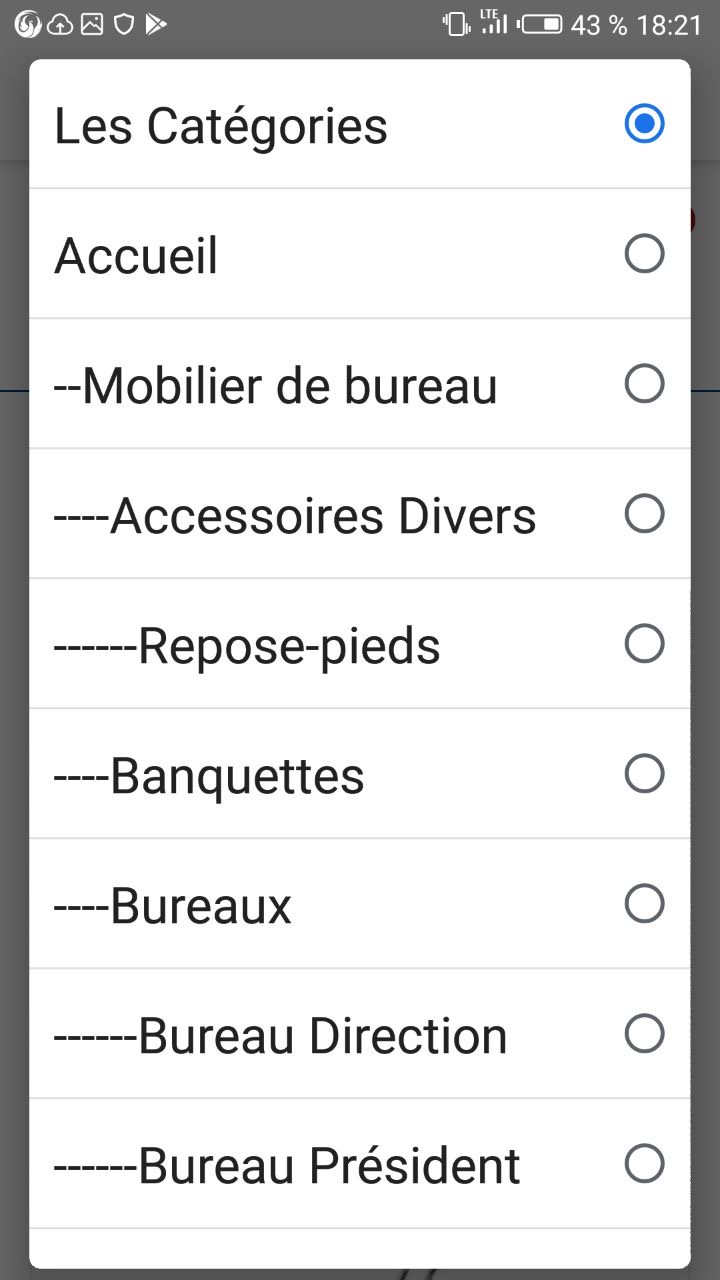 LTE 43 % 18:21
Les Catégories
Accueil
--Mobilier de bureau
----Accessoires Divers
------Repose-pieds
----Banquettes
----Bureaux
------Bureau Direction
------Bureau Président